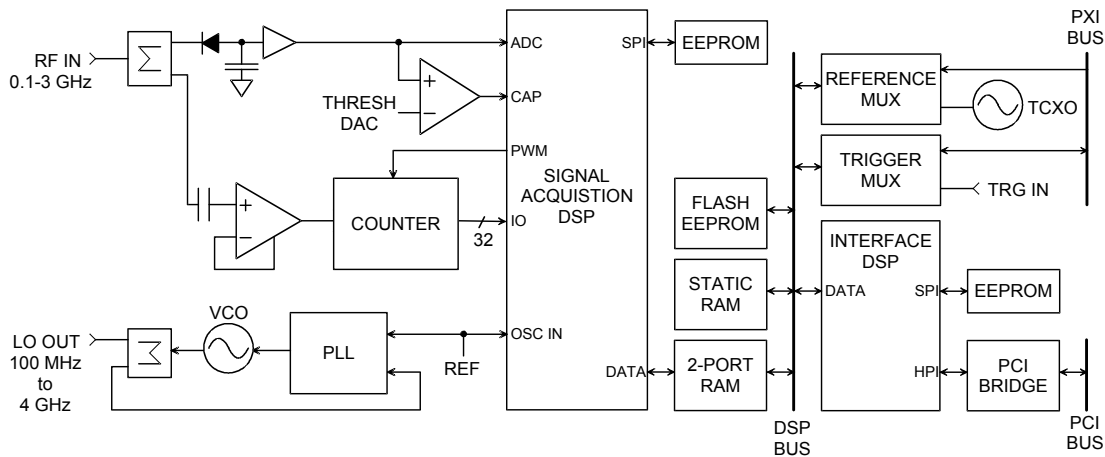 RF IN
0.1-3 GHz
Σ
+
−
THRESH
DAC
ADC
CAP
PWM
IO
OSC IN
DATA
SPI
SIGNAL
ACQUISTION
DSP
+
−
COUNTER
32
LO OUT
100 MHz
to
4 GHz
Σ
VCO
PLL
REF
EEPROM
FLASH
EEPROM
STATIC
RAM
2-PORT
RAM
DSP
BUS
REFERENCE
MUX
TCXO
PXI
BUS
TRIGGER
MUX
TRG IN
INTERFACE
DSP
DATA
SPI
HPI
EEPROM
PCI
BRIDGE
PCI
BUS